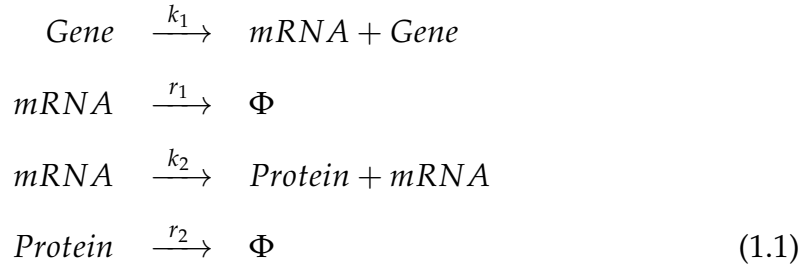 Gene k₁⟶ mRNA + Gene
mRNA r₁⟶ Φ
mRNA k₂⟶ Protein + mRNA
Protein r₂⟶ Φ (1.1)